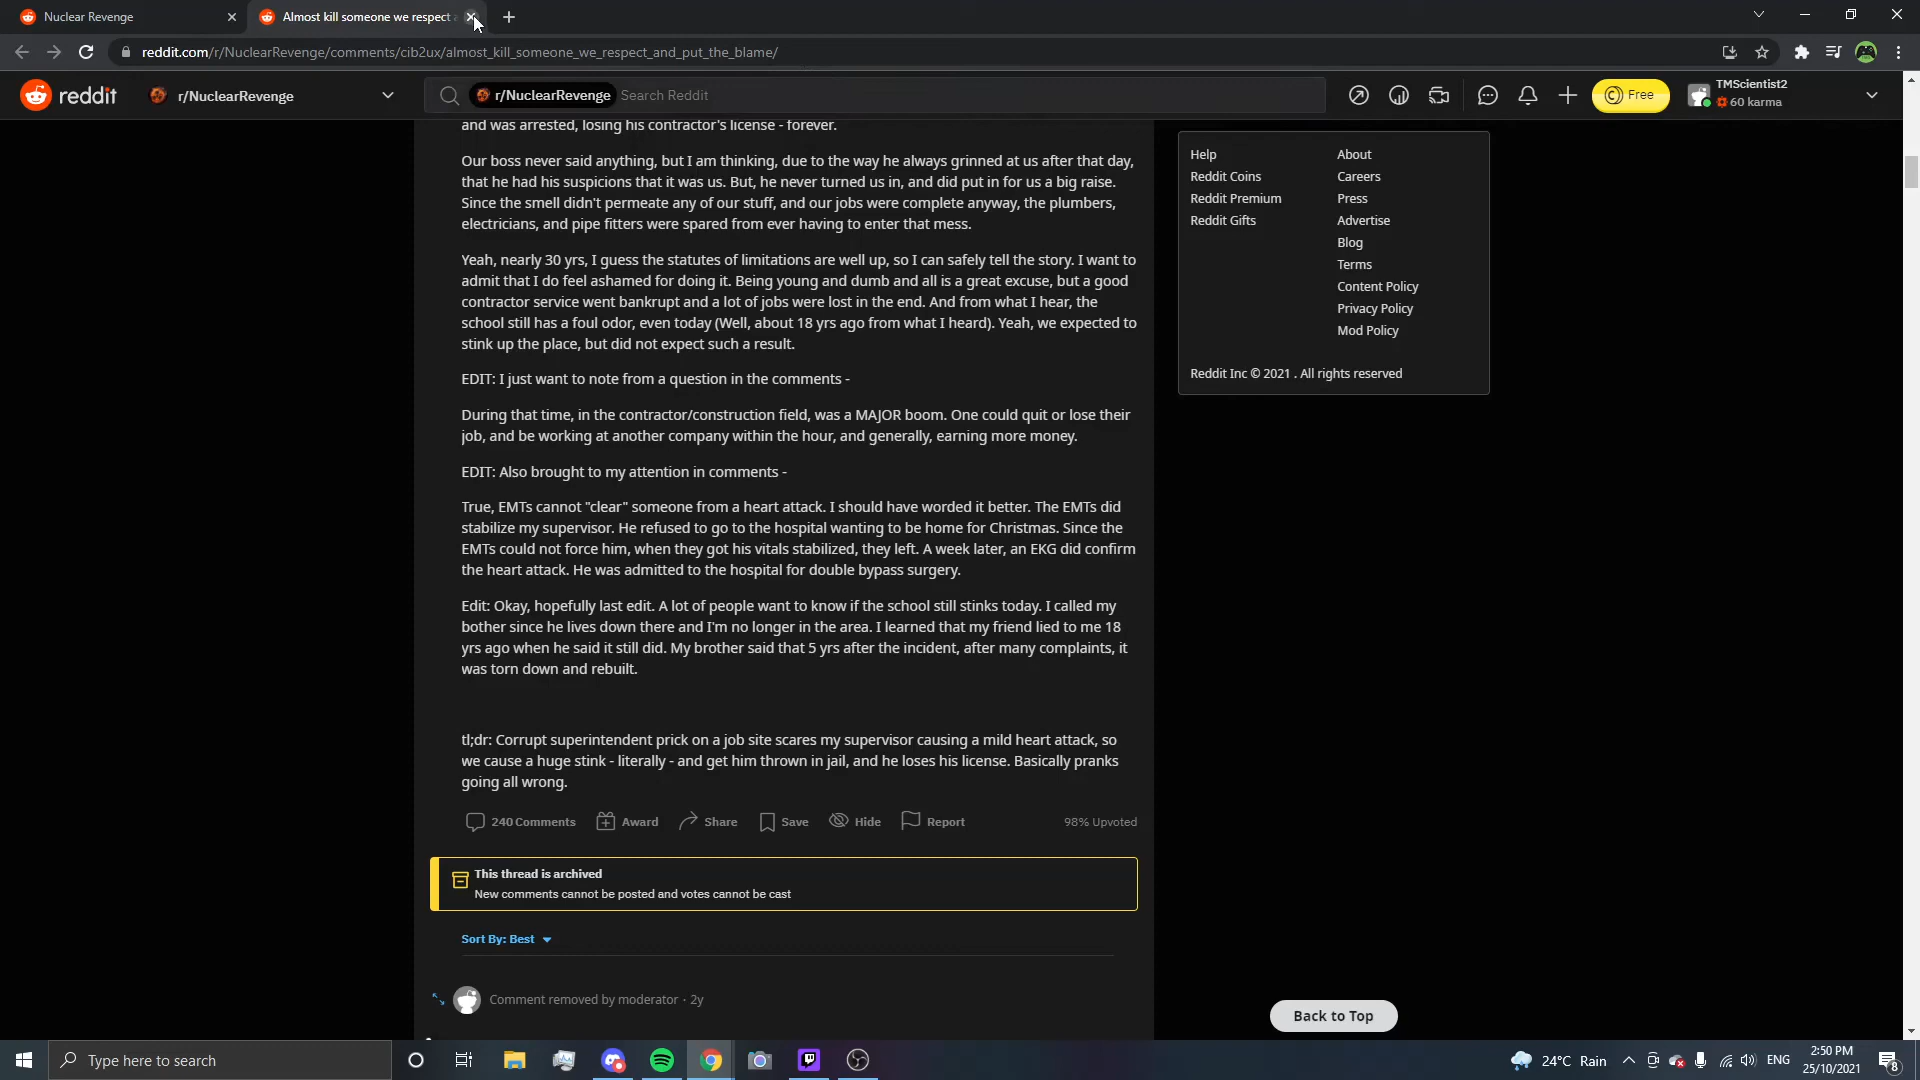 Nuclear Revenge
Almost kill someone we respect a
reddit.com/r/NuclearRevenge/comments/cib2ux/almost_kill_someone_we_respect_and_put_the_blame/
reddit
r/NuclearRevenge
r/NuclearRevenge
Search Reddit
Free
TMScientist2
60 karma
and was arrested, losing his contractor's license - forever.
Our boss never said anything, but I am thinking, due to the way he always grinned at us after that day,
that he had his suspicions that it was us. But, he never turned us in, and did put in for us a big raise.
Since the smell didn't permeate any of our stuff, and our jobs were complete anyway, the plumbers,
electricians, and pipe fitters were spared from ever having to enter that mess.
Yeah, nearly 30 yrs, I guess the statutes of limitations are well up, so I can safely tell the story. I want to
admit that I do feel ashamed for doing it. Being young and dumb and all is a great excuse, but a good
contractor service went bankrupt and a lot of jobs were lost in the end. And from what I hear, the
school still has a foul odor, even today (Well, about 18 yrs ago from what I heard). Yeah, we expected to
stink up the place, but did not expect such a result.
EDIT: I just want to note from a question in the comments -
During that time, in the contractor/construction field, was a MAJOR boom. One could quit or lose their
job, and be working at another company within the hour, and generally, earning more money.
EDIT: Also brought to my attention in comments -
True, EMTs cannot "clear" someone from a heart attack. I should have worded it better. The EMTs did
stabilize my supervisor. He refused to go to the hospital wanting to be home for Christmas. Since the
EMTs could not force him, when they got his vitals stabilized, they left. A week later, an EKG did confirm
the heart attack. He was admitted to the hospital for double bypass surgery.
Edit: Okay, hopefully last edit. A lot of people want to know if the school still stinks today. I called my
bother since he lives down there and I'm no longer in the area. I learned that my friend lied to me 18
yrs ago when he said it still did. My brother said that 5 yrs after the incident, after many complaints, it
was torn down and rebuilt.
tl;dr: Corrupt superintendent prick on a job site scares my supervisor causing a mild heart attack, so
we cause a huge stink - literally - and get him thrown in jail, and he loses his license. Basically pranks
going all wrong.
240 Comments
Award
Share
Save
Hide
Report
98% Upvoted
This thread is archived
New comments cannot be posted and votes cannot be cast
Sort By: Best
Comment removed by moderator · 2y
Help
About
Reddit Coins
Careers
Reddit Premium
Press
Reddit Gifts
Advertise
Blog
Terms
Content Policy
Privacy Policy
Mod Policy
Reddit Inc © 2021 . All rights reserved
Back to Top
Type here to search
24°C Rain
ENG
2:50 PM
25/10/2021
8